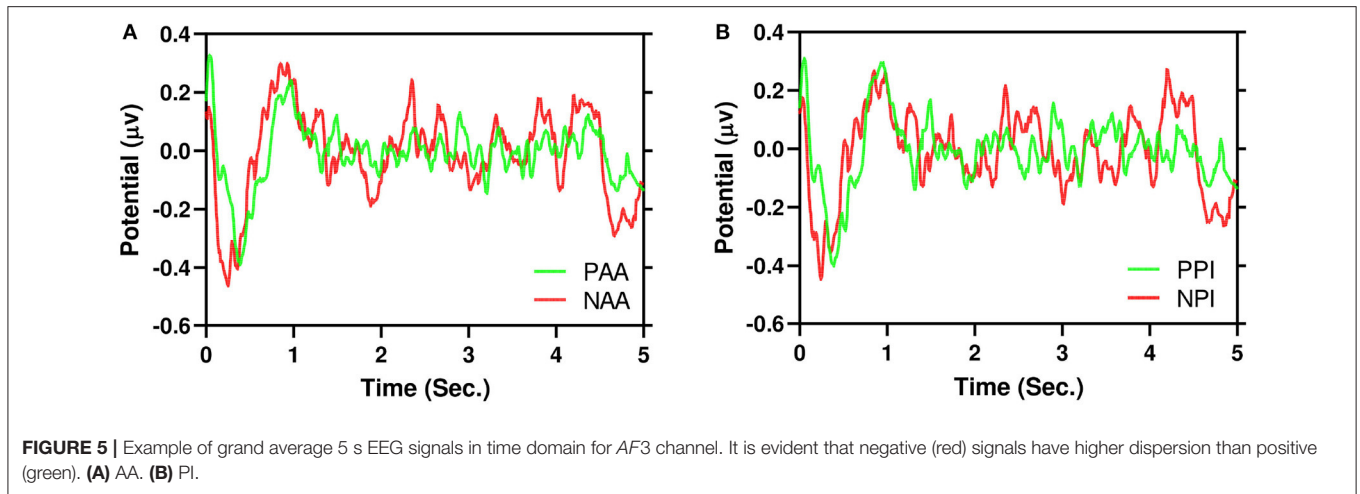 A
0.4
0.2
0.0
-0.2
-0.4
-0.6
Potential (μv)
PAA
NAA
0 1 2 3 4 5
Time (Sec.)
B
0.4
0.2
0.0
-0.2
-0.4
-0.6
Potential (μv)
PPI
NPI
0 1 2 3 4 5
Time (Sec.)
FIGURE 5 | Example of grand average 5 s EEG signals in time domain for AF3 channel. It is evident that negative (red) signals have higher dispersion than positive
(green). (A) AA. (B) PI.